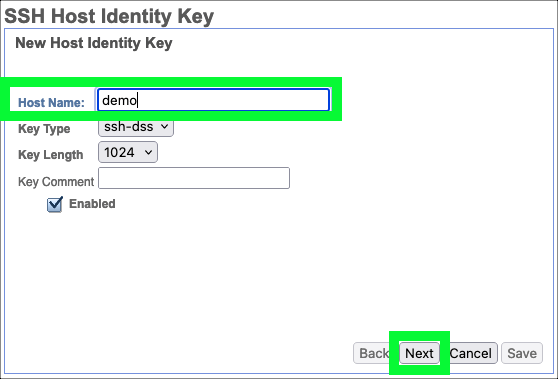 SSH Host Identity Key
New Host Identity Key
Host Name: demo
Key Type ssh-dss
Key Length 1024
Key Comment
Enabled
Back Next Cancel Save